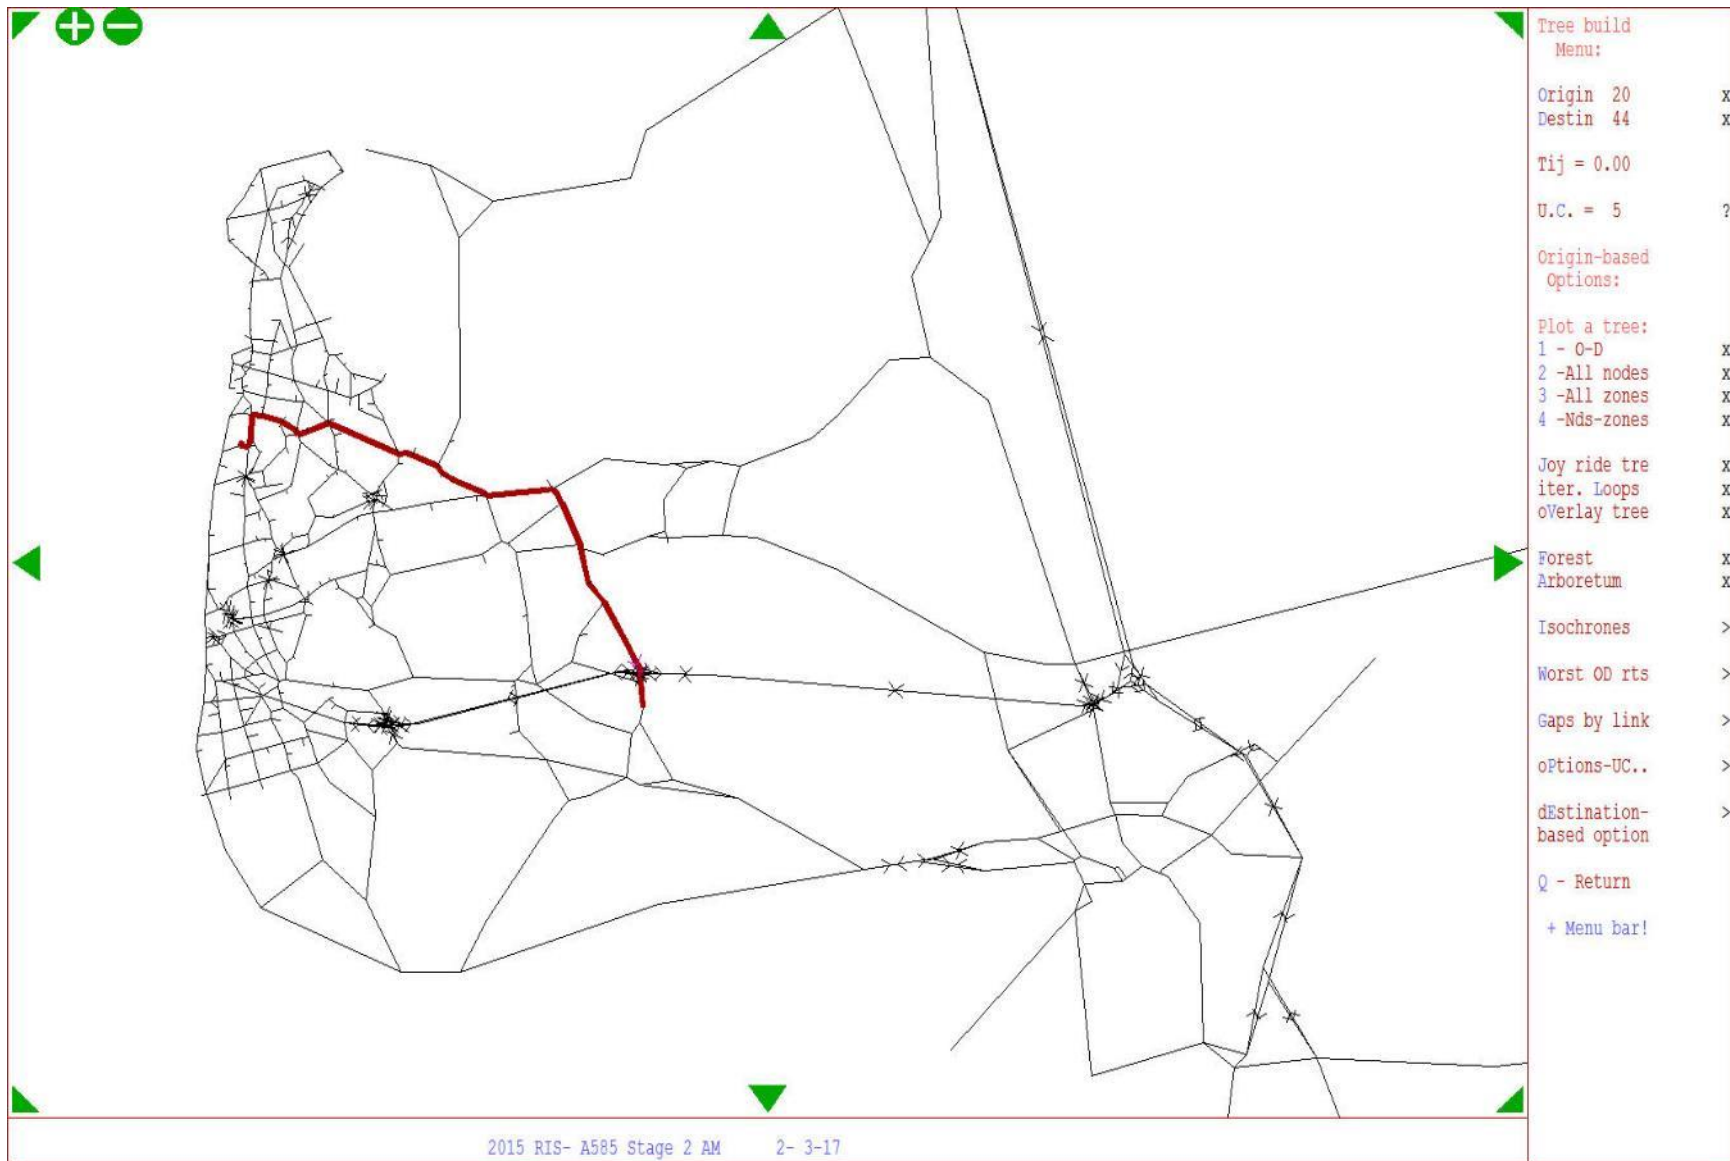 Tree build
Menu:
Origin 20 x
Destin 44 x
Tij = 0.00
U.C. = 5 ?
Origin-based
Options:
Plot a tree:
1 - O-D x
2 -All nodes x
3 -All zones x
4 -Nds-zones x
Joy ride tre x
iter. Loops x
oVerlay tree x
Forest x
Arboretum x
Isochrones >
Worst OD rts >
Gaps by link >
oPtions-UC.. >
dEstination- >
based option
Q - Return
+ Menu bar!
2015 RIS- A585 Stage 2 AM 2- 3-17